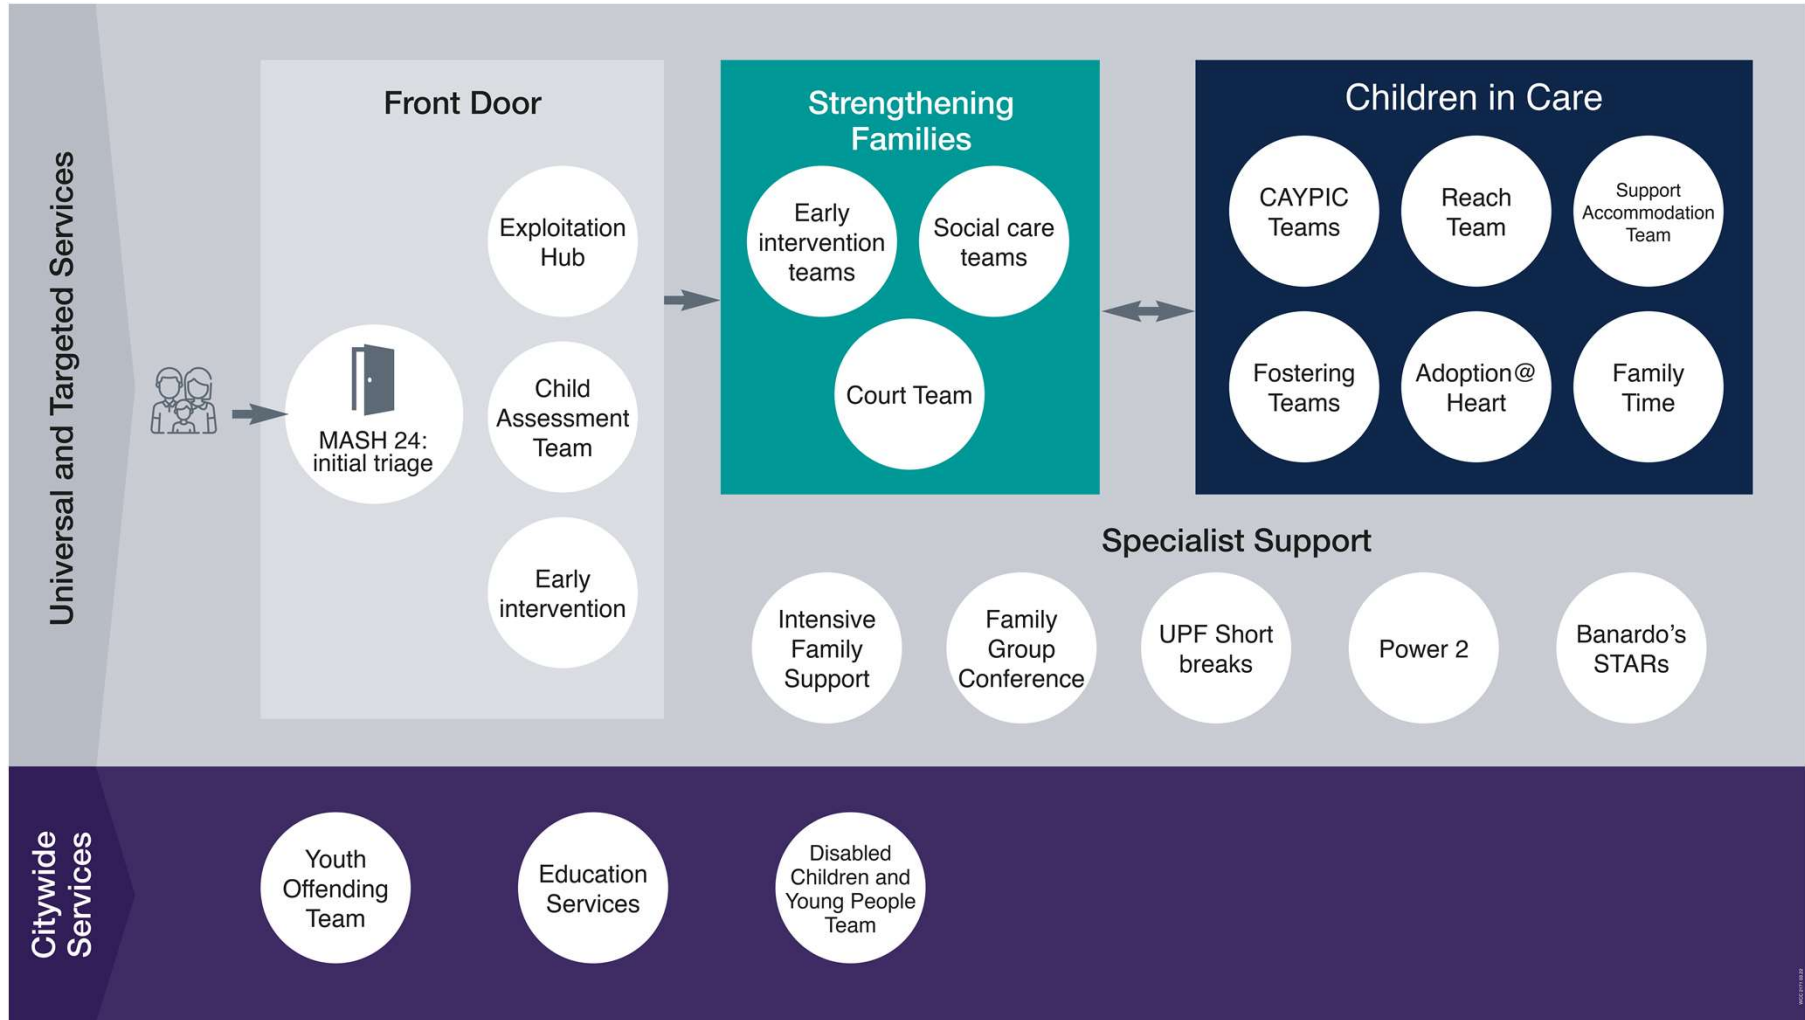 Universal and Targeted Services
Front Door
Exploitation
Hub
MASH 24:
initial triage
Child
Assessment
Team
Early
intervention
Strengthening
Families
Early
intervention
teams
Social care
teams
Court Team
Children in Care
CAYPIC
Teams
Reach
Team
Support
Accommodation
Team
Fostering
Teams
Adoption@
Heart
Family
Time
Specialist Support
Intensive
Family
Support
Family
Group
Conference
UPF Short
breaks
Power 2
Banardo’s
STARs
Citywide
Services
Youth
Offending
Team
Education
Services
Disabled
Children and
Young People
Team